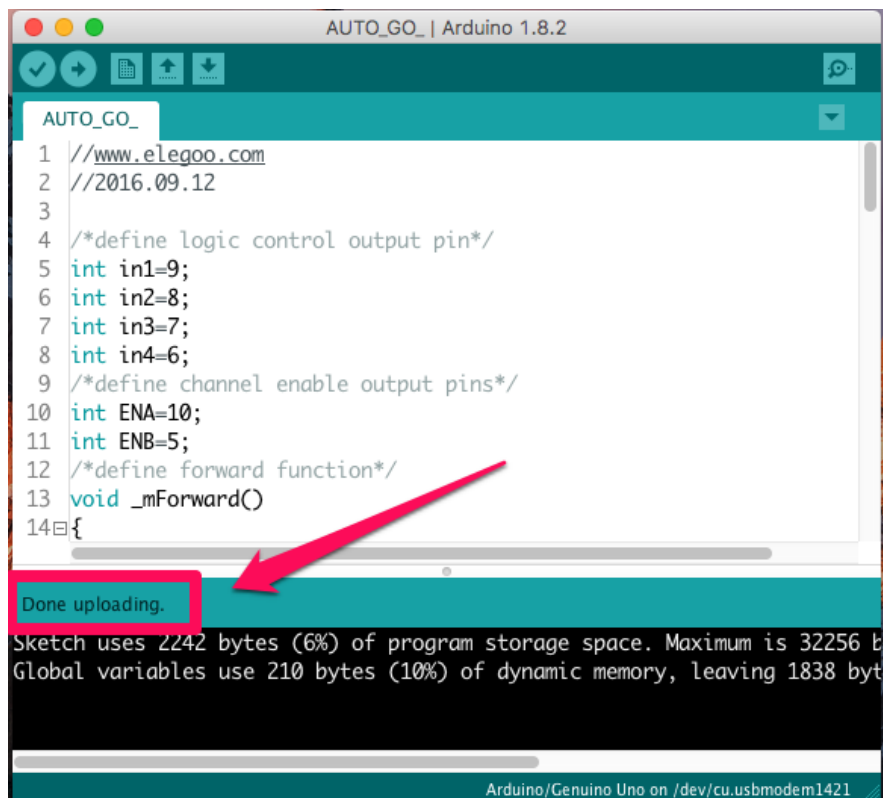 AUTO_GO_ | Arduino 1.8.2
AUTO_GO_
1 //www.elegoo.com
2 //2016.09.12
3
4 /*define logic control output pin*/
5 int in1=9;
6 int in2=8;
7 int in3=7;
8 int in4=6;
9 /*define channel enable output pins*/
10 int ENA=10;
11 int ENB=5;
12 /*define forward function*/
13 void _mForward()
14 {
Done uploading.
Sketch uses 2242 bytes (6%) of program storage space. Maximum is 32256 b
Global variables use 210 bytes (10%) of dynamic memory, leaving 1838 byt
Arduino/Genuino Uno on /dev/cu.usbmodem1421